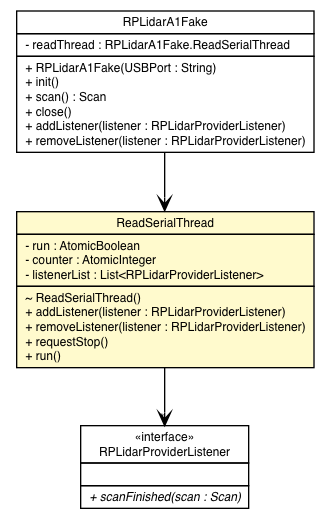 RPLidarA1Fake
- readThread : RPLidarA1Fake.ReadSerialThread
+ RPLidarA1Fake(USBPort : String)
+ init()
+ scan() : Scan
+ close()
+ addListener(listener : RPLidarProviderListener)
+ removeListener(listener : RPLidarProviderListener)
ReadSerialThread
- run : AtomicBoolean
- counter : AtomicInteger
- listenerList : List<RPLidarProviderListener>
~ ReadSerialThread()
+ addListener(listener : RPLidarProviderListener)
+ removeListener(listener : RPLidarProviderListener)
+ requestStop()
+ run()
«interface»
RPLidarProviderListener
+ scanFinished(scan : Scan)